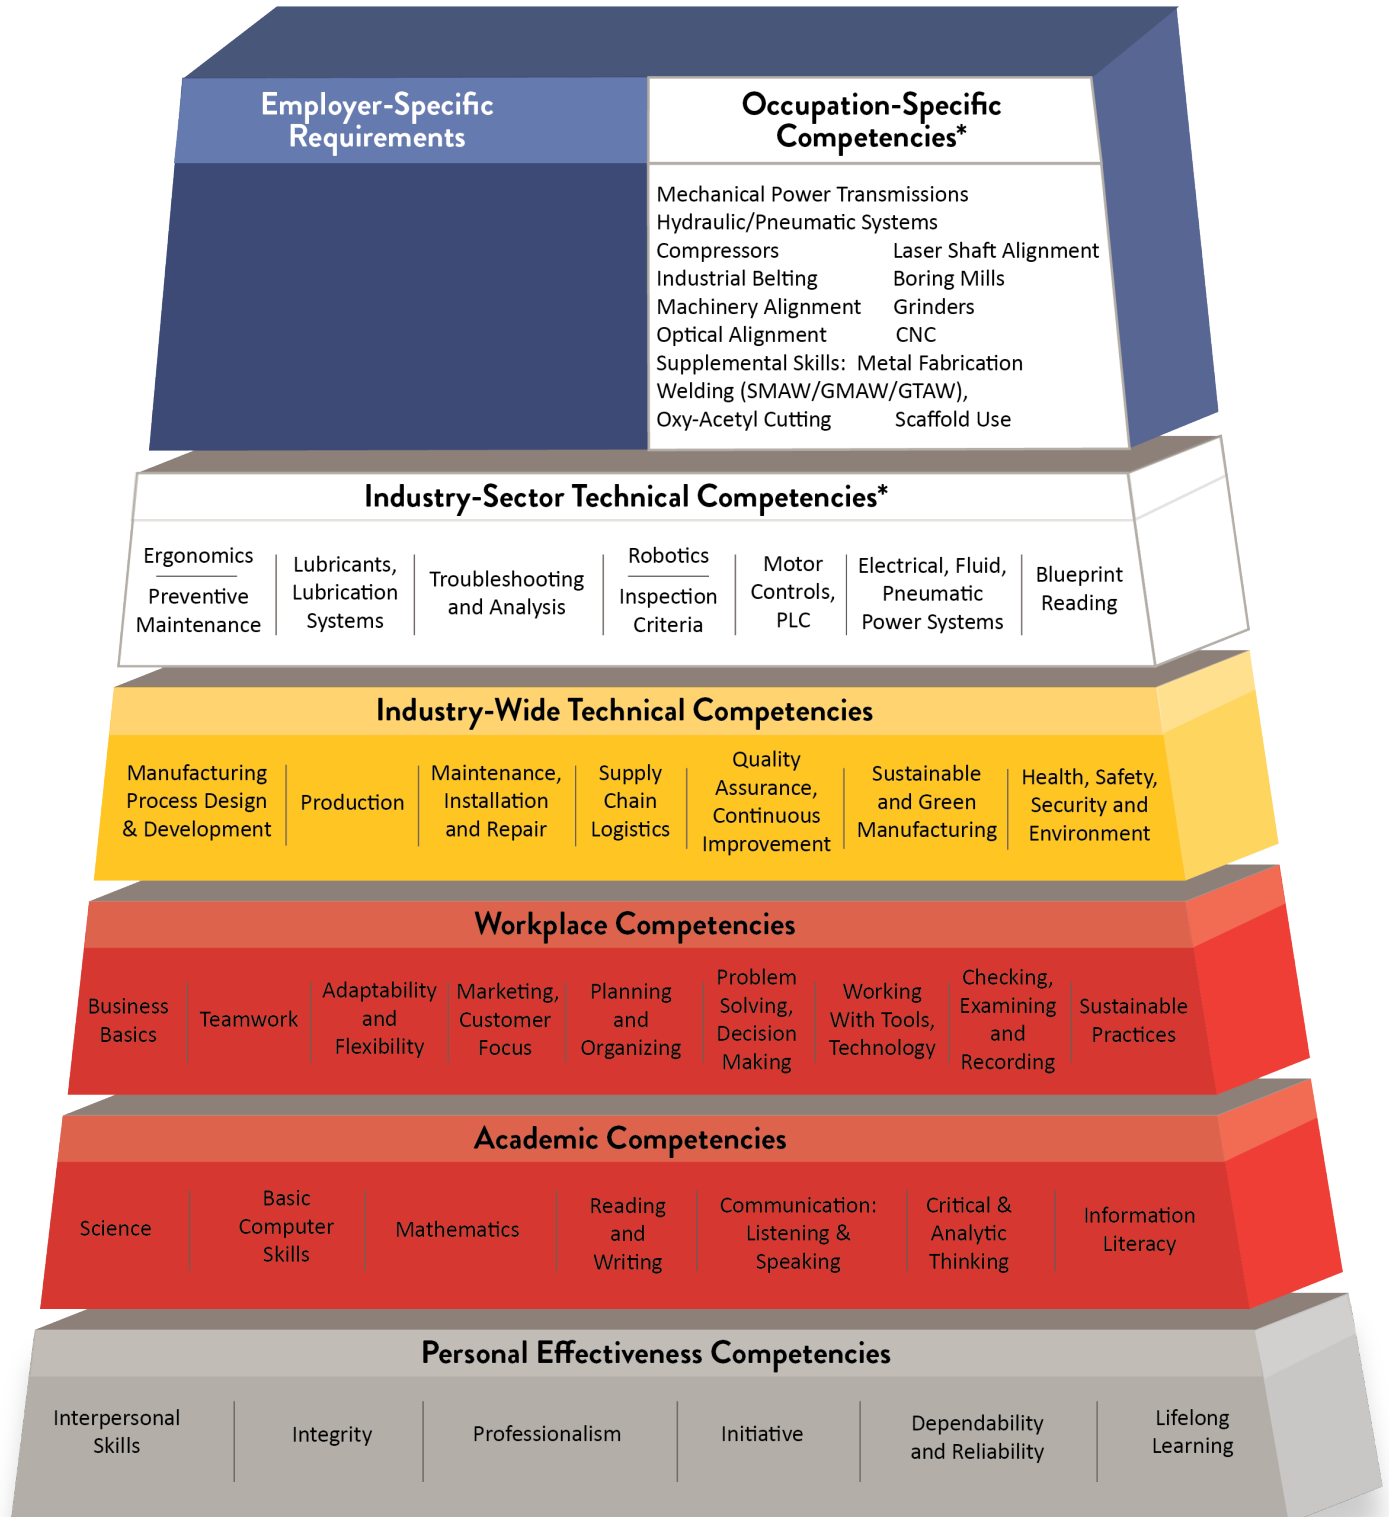 Employer-Specific
Requirements
Occupation-Specific
Competencies*
Mechanical Power Transmissions
Hydraulic/Pneumatic Systems
Compressors Laser Shaft Alignment
Industrial Belting Boring Mills
Machinery Alignment Grinders
Optical Alignment CNC
Supplemental Skills: Metal Fabrication
Welding (SMAW/GMAW/GTAW),
Oxy-Acetyl Cutting Scaffold Use
Industry-Sector Technical Competencies*
Ergonomics
Preventive
Maintenance
Lubricants,
Lubrication
Systems
Troubleshooting
and Analysis
Robotics
Inspection
Criteria
Motor
Controls,
PLC
Electrical, Fluid,
Pneumatic
Power Systems
Blueprint
Reading
Industry-Wide Technical Competencies
Manufacturing
Process Design
& Development
Production
Maintenance,
Installation
and Repair
Supply
Chain
Logistics
Quality
Assurance,
Continuous
Improvement
Sustainable
and Green
Manufacturing
Health, Safety,
Security and
Environment
Workplace Competencies
Business
Basics
Teamwork
Adaptability
and
Flexibility
Marketing,
Customer
Focus
Planning
and
Organizing
Problem
Solving,
Decision
Making
Working
With Tools,
Technology
Checking,
Examining
and
Recording
Sustainable
Practices
Academic Competencies
Science
Basic
Computer
Skills
Mathematics
Reading
and
Writing
Communication:
Listening &
Speaking
Critical &
Analytic
Thinking
Information
Literacy
Personal Effectiveness Competencies
Interpersonal
Skills
Integrity
Professionalism
Initiative
Dependability
and Reliability
Lifelong
Learning